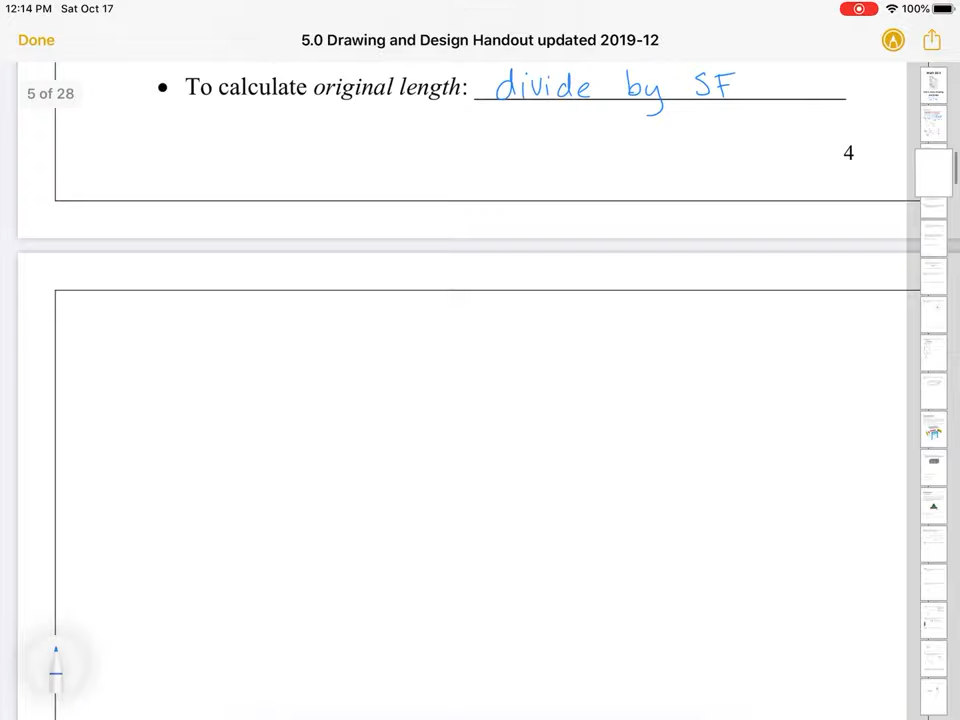 12:14 PM Sat Oct 17
100%
Done
5.0 Drawing and Design Handout updated 2019-12
5 of 28
• To calculate original length: divide by SF
4